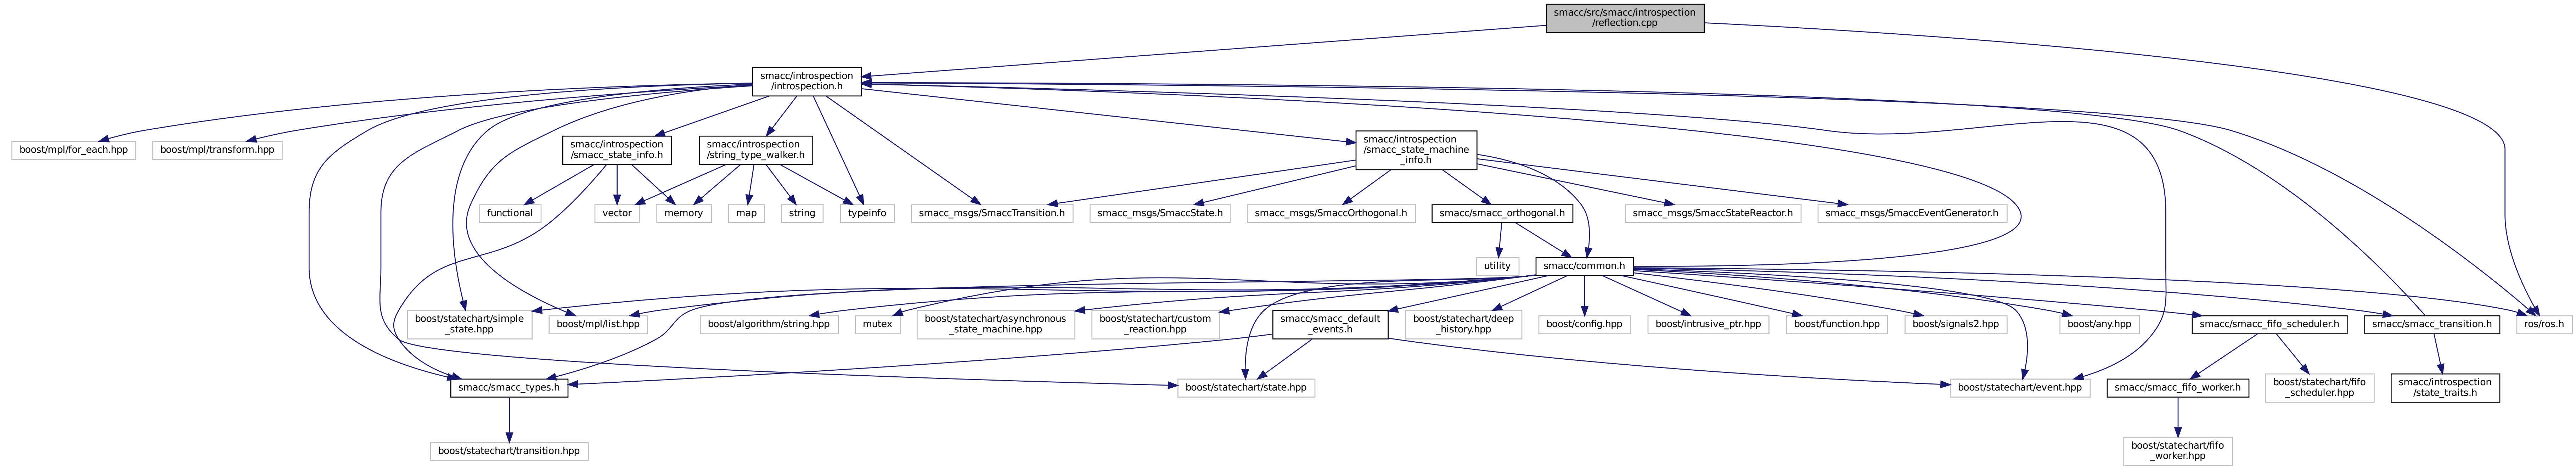 smacc/src/smacc/introspection
/reflection.cpp
smacc/introspection
/introspection.h
boost/mpl/for_each.hpp
boost/mpl/transform.hpp
smacc/introspection
/smacc_state_info.h
smacc/introspection
/string_type_walker.h
smacc/introspection
/smacc_state_machine
_info.h
functional
vector
memory
map
string
typeinfo
smacc_msgs/SmaccTransition.h
smacc_msgs/SmaccState.h
smacc_msgs/SmaccOrthogonal.h
smacc/smacc_orthogonal.h
smacc_msgs/SmaccStateReactor.h
smacc_msgs/SmaccEventGenerator.h
utility
smacc/common.h
boost/statechart/simple
_state.hpp
boost/mpl/list.hpp
boost/algorithm/string.hpp
mutex
boost/statechart/asynchronous
_state_machine.hpp
boost/statechart/custom
_reaction.hpp
smacc/smacc_default
_events.h
boost/statechart/deep
_history.hpp
boost/config.hpp
boost/intrusive_ptr.hpp
boost/function.hpp
boost/signals2.hpp
boost/any.hpp
smacc/smacc_fifo_scheduler.h
smacc/smacc_transition.h
ros/ros.h
smacc/smacc_types.h
boost/statechart/state.hpp
boost/statechart/event.hpp
smacc/smacc_fifo_worker.h
boost/statechart/fifo
_scheduler.hpp
smacc/introspection
/state_traits.h
boost/statechart/transition.hpp
boost/statechart/fifo
_worker.hpp